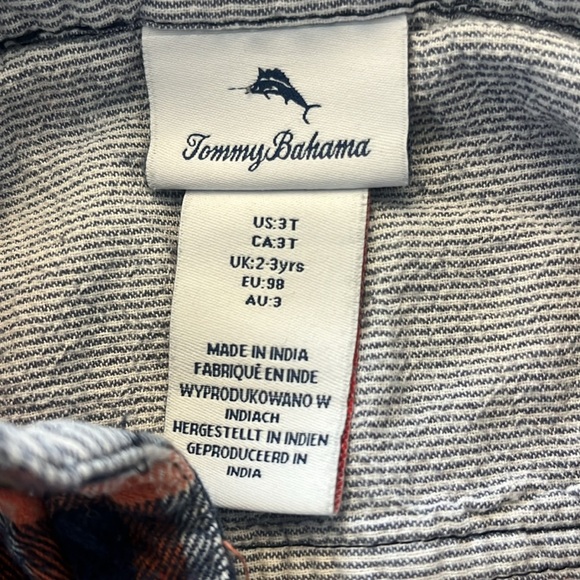 Tommy Bahama
US:3T
CA:3T
UK:2-3yrs
EU:98
AU:3
MADE IN INDIA
FABRIQUÉ EN INDE
WYPRODUKOWANO W
INDIACH
HERGESTELLT IN INDIEN
GEPRODUCEERD IN
INDIA